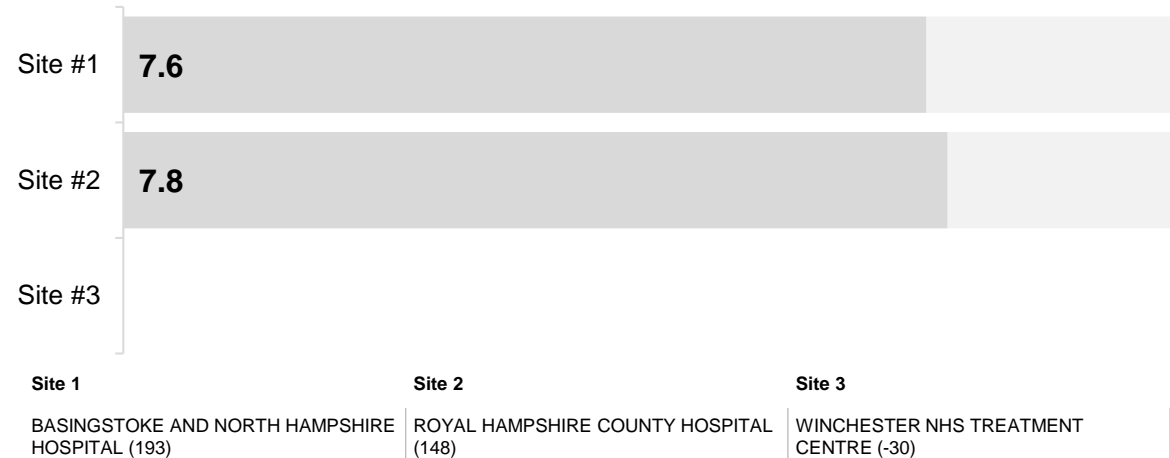 Site #1
7.6
Site #2
7.8
Site #3
Site 1
Site 2
Site 3
BASINGSTOKE AND NORTH HAMPSHIRE
HOSPITAL (193)
ROYAL HAMPSHIRE COUNTY HOSPITAL
(148)
WINCHESTER NHS TREATMENT
CENTRE (-30)